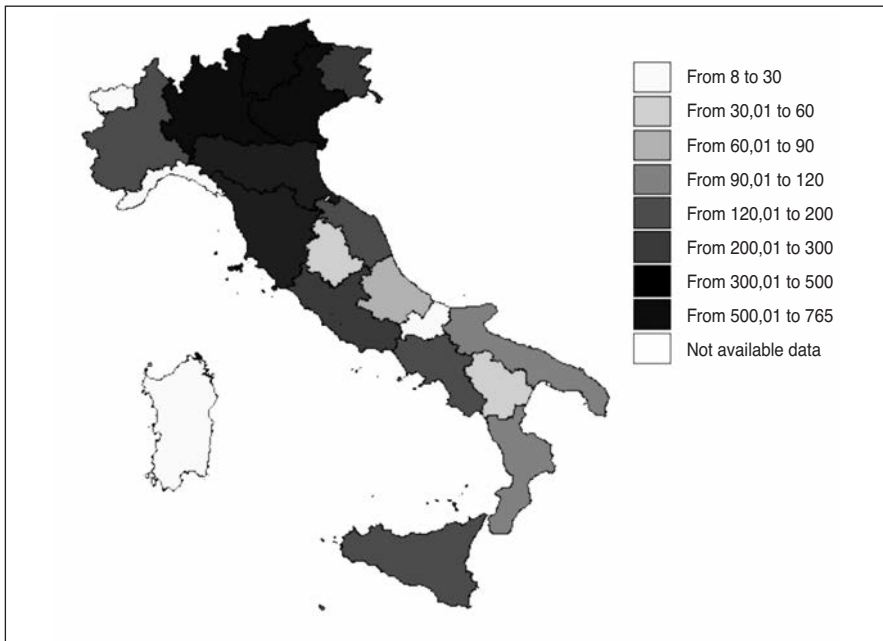 From 8 to 30
From 30,01 to 60
From 60,01 to 90
From 90,01 to 120
From 120,01 to 200
From 200,01 to 300
From 300,01 to 500
From 500,01 to 765
Not available data